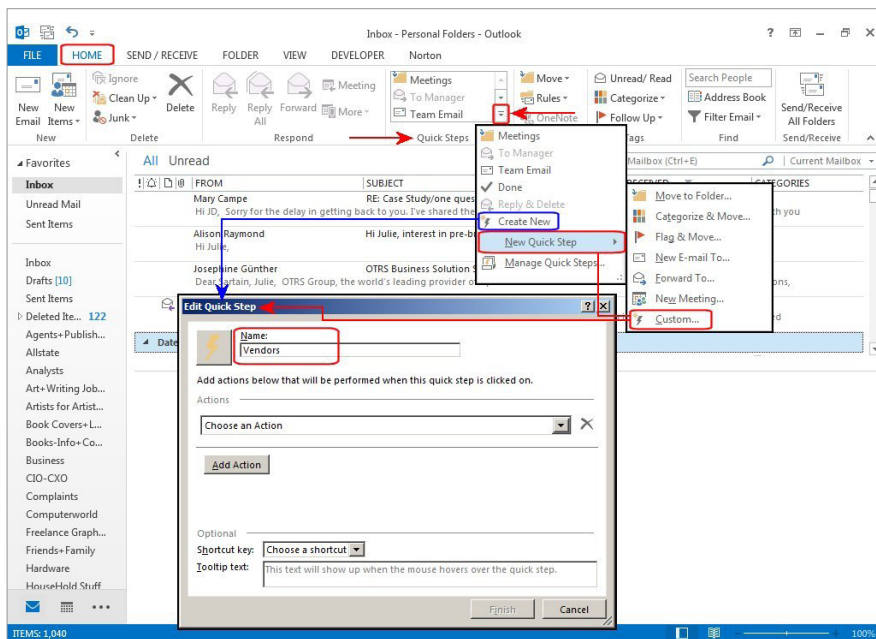 Inbox - Personal Folders - Outlook
FILE HOME SEND / RECEIVE FOLDER VIEW DEVELOPER Norton
New Email
New Items
New
Ignore
Clean Up
Junk
Delete
Delete
Reply
Reply All
Forward
Meeting
More
Respond
Meetings
To Manager
Team Email
Quick Steps
Move
Rules
OneNote
Unread/ Read
Categorize
Follow Up
Tags
Search People
Address Book
Filter Email
Find
Send/Receive All Folders
Send/Receive
Meetings
To Manager
Team Email
Done
Reply & Delete
Create New
New Quick Step
Manage Quick Steps...
Move to Folder...
Categorize & Move...
Flag & Move...
New E-mail To...
Forward To...
New Meeting...
Custom...
Favorites
Inbox
Unread Mail
Sent Items
Inbox
Drafts [10]
Sent Items
Deleted Ite... 122
Agents+Publish...
Allstate
Analysts
Art+Writing Job...
Artists for Artist...
Book Covers+L...
Books-Info+Co...
Business
CIO-CXO
Complaints
Computerworld
Freelance Graph...
Friends+Family
Hardware
HouseHold Stuff
All Unread
Mailbox (Ctrl+E) Current Mailbox
FROM SUBJECT RECEIVED CATEGORIES
Mary Campe RE: Case Study/one ques
Hi JD, Sorry for the delay in getting back to you. I've shared the
th you
Alison Raymond Hi Julie, interest in pre-br
Hi Julie,
Josephine Günther OTRS Business Solution S
Dear Sartain, Julie, OTRS Group, the world's leading provider o
ons,
ed
Date
Edit Quick Step
Name:
Vendors
Add actions below that will be performed when this quick step is clicked on.
Actions
Choose an Action
Add Action
Optional
Shortcut key: Choose a shortcut
Tooltip text: This text will show up when the mouse hovers over the quick step.
Finish Cancel
ITEMS: 1,040
100%